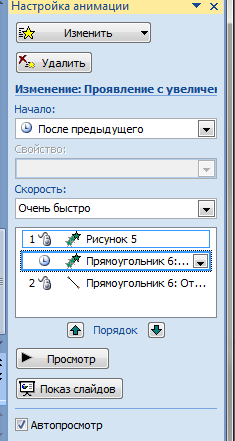 Настройка анимации
Изменить
Удалить
Изменение: Проявление с увеличен
Начало:
После предыдущего
Свойство:
Скорость:
Очень быстро
1 Рисунок 5
Прямоугольник 6:...
2 Прямоугольник 6: От...
Порядок
Просмотр
Показ слайдов
Автопросмотр